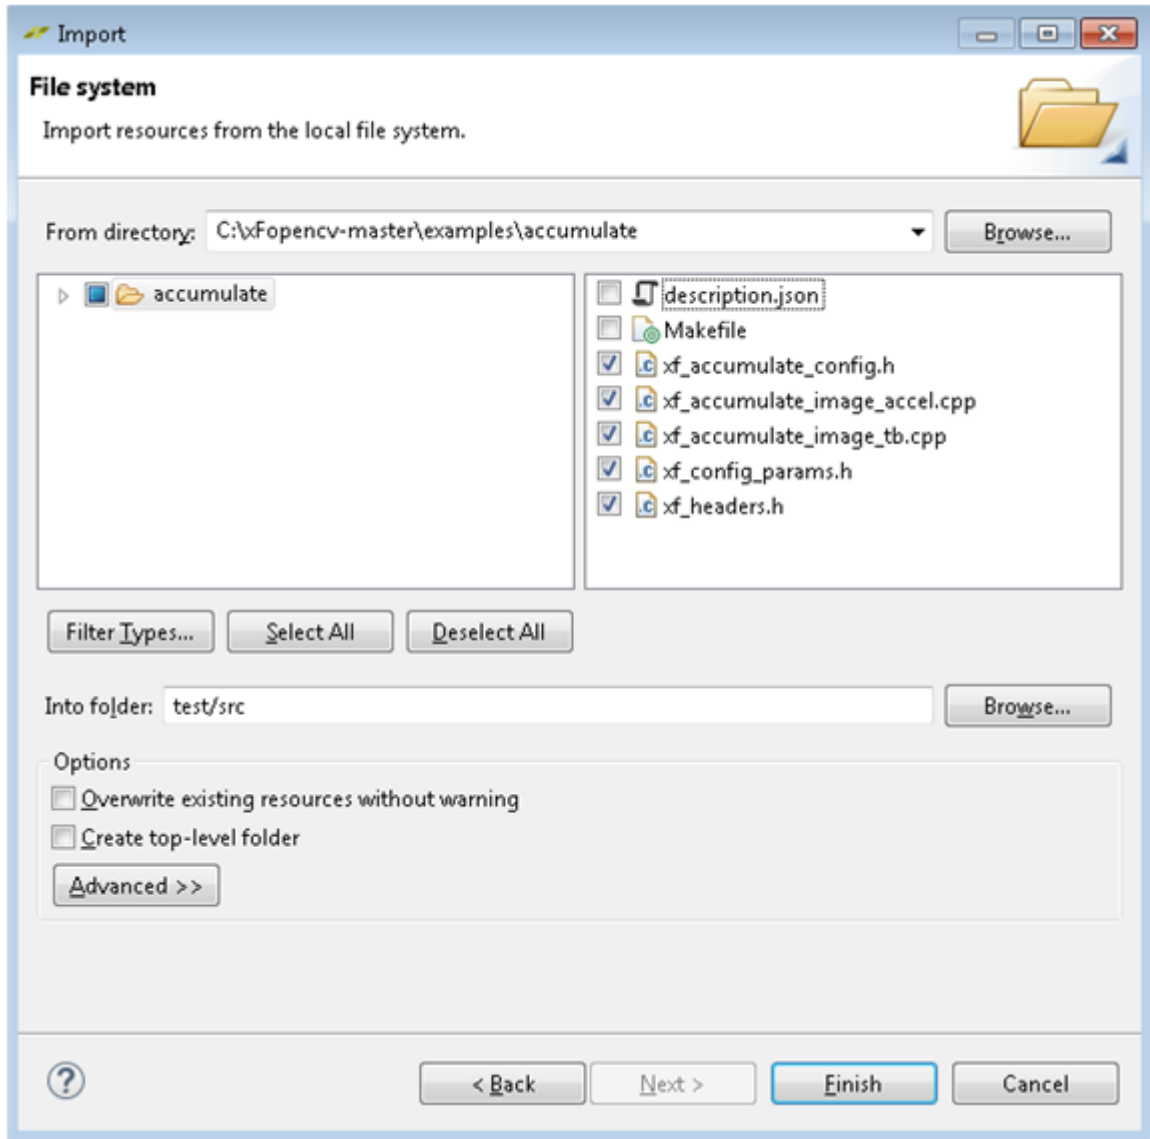 Import
File system
Import resources from the local file system.
From directory: C:\xFopencv-master\examples\accumulate Browse...
accumulate
description.json
Makefile
xf_accumulate_config.h
xf_accumulate_image_accel.cpp
xf_accumulate_image_tb.cpp
xf_config_params.h
xf_headers.h
Filter Types... Select All Deselect All
Into folder: test/src Browse...
Options
Overwrite existing resources without warning
Create top-level folder
Advanced >>
? < Back Next > Finish Cancel